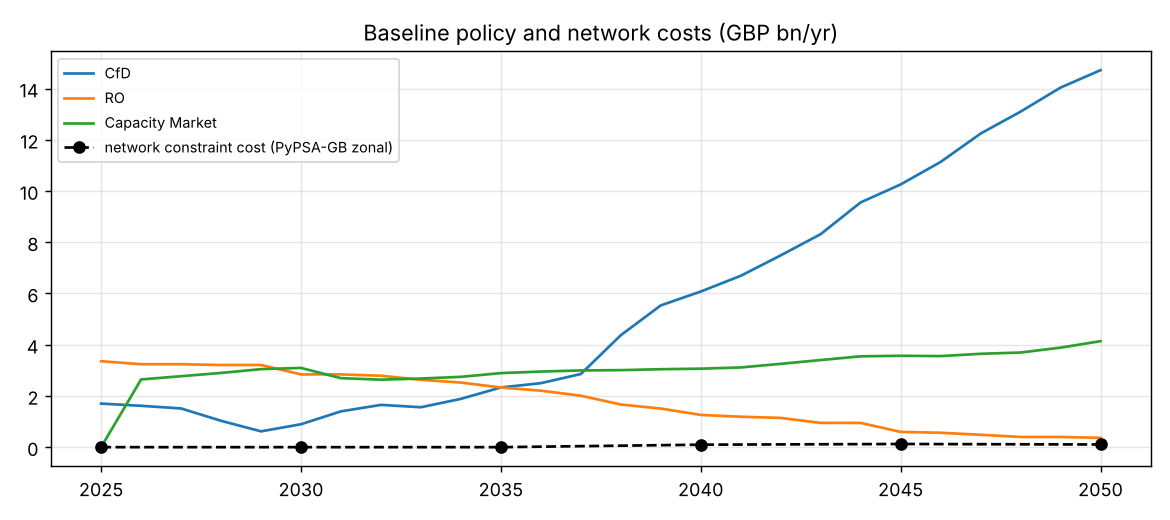 Baseline policy and network costs (GBP bn/yr)
CfD
RO
Capacity Market
network constraint cost (PyPSA-GB zonal)
14
12
10
8
6
4
2
0
2025 2030 2035 2040 2045 2050